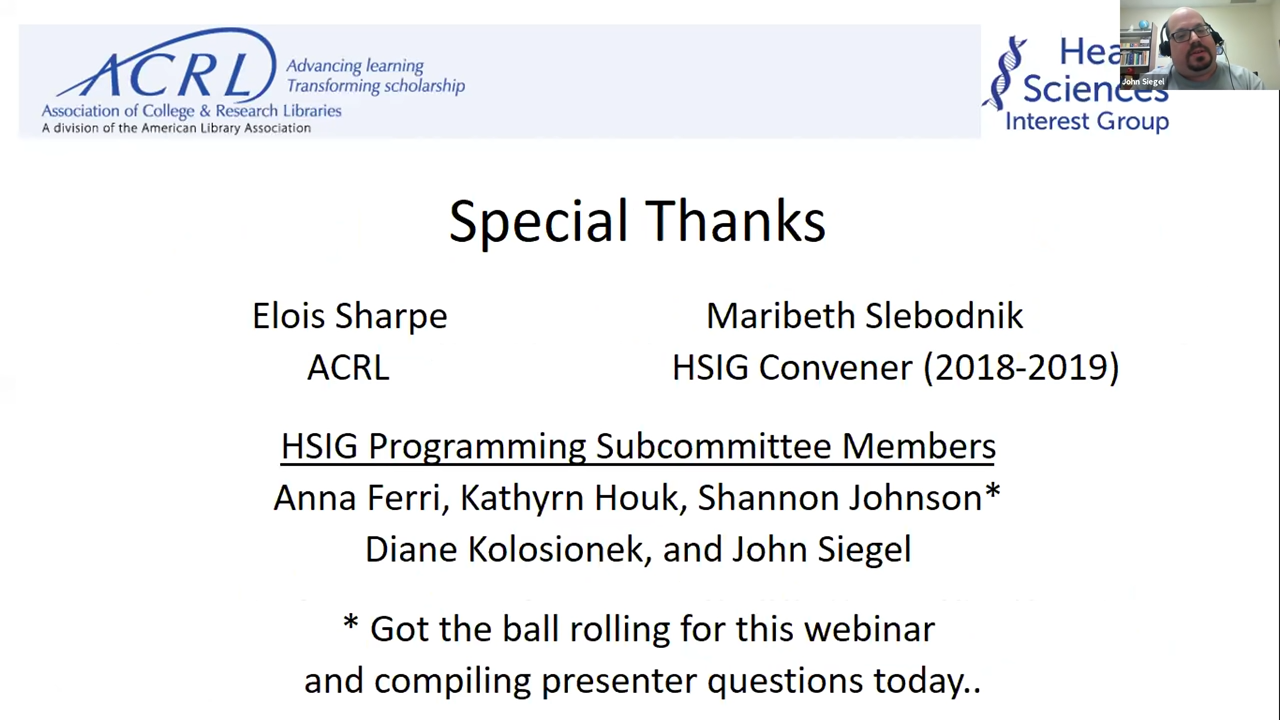 ACRL
Advancing learning
Transforming scholarship
Association of College & Research Libraries
A division of the American Library Association
Sciences
Interest Group
John Siegel
Special Thanks
Elois Sharpe
ACRL
Maribeth Slebodnik
HSIG Convener (2018-2019)
HSIG Programming Subcommittee Members
Anna Ferri, Kathyrn Houk, Shannon Johnson*
Diane Kolosionek, and John Siegel
* Got the ball rolling for this webinar
and compiling presenter questions today..